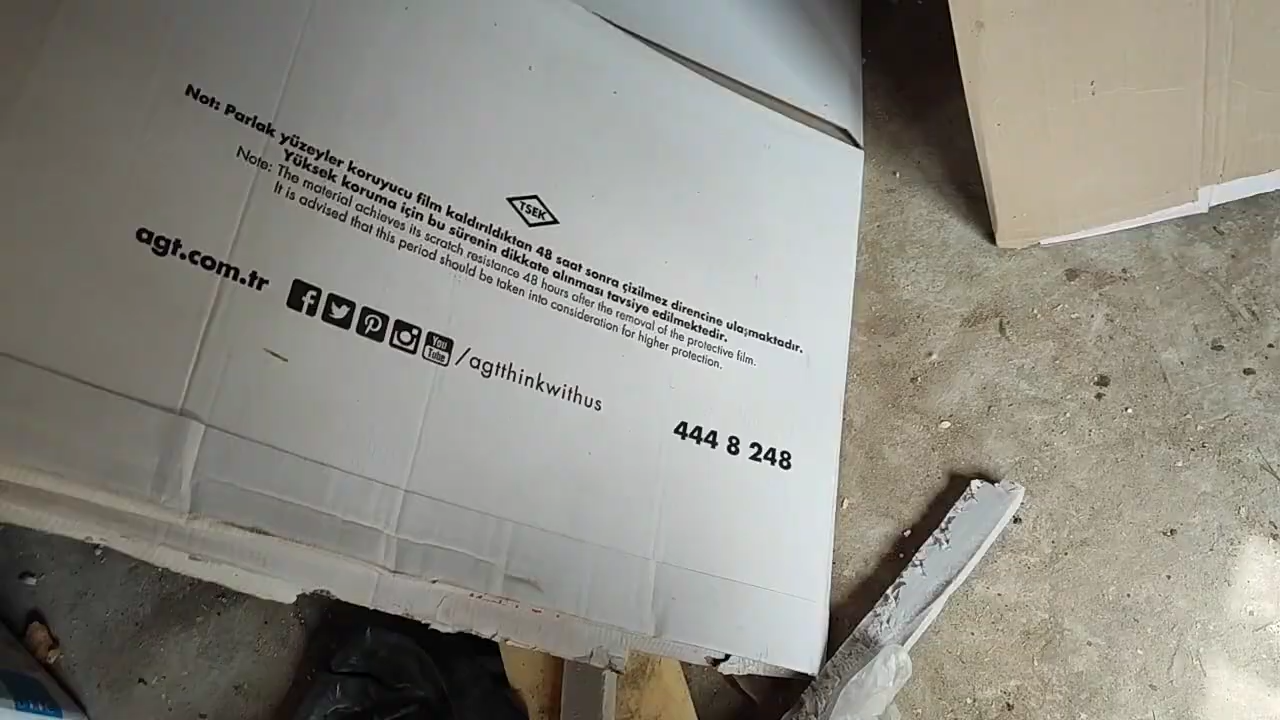 TSEK
Not: Parlak yüzeyler koruyucu film kaldırıldıktan 48 saat sonra çizilmez direncine ulaşmaktadır.
Yüksek koruma için bu sürenin dikkate alınması tavsiye edilmektedir.
Note: The material achieves its scratch resistance 48 hours after the removal of the protective film.
It is advised that this period should be taken into consideration for higher protection.
agt.com.tr
You
Tube
/agtthinkwithus
444 8 248